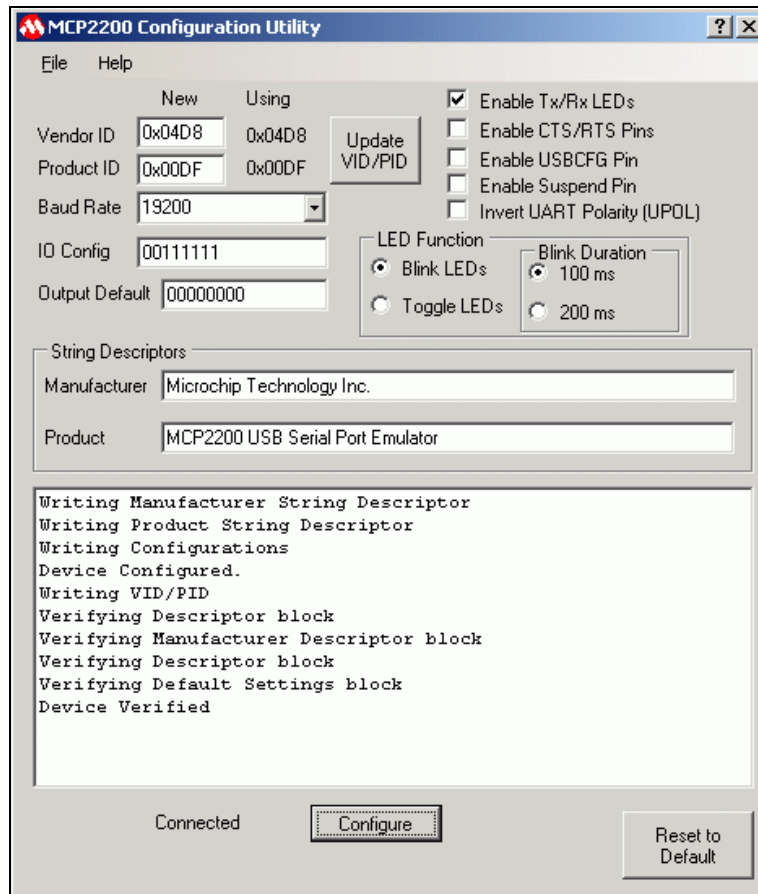 MCP2200 Configuration Utility
File Help
New Using
Vendor ID 0x04D8 0x04D8
Product ID 0x00DF 0x00DF
Update
VID/PID
Enable Tx/Rx LEDs
Enable CTS/RTS Pins
Enable USBCFG Pin
Enable Suspend Pin
Invert UART Polarity (UPOL)
Baud Rate 19200
IO Config 00111111
Output Default 00000000
LED Function
Blink LEDs
Toggle LEDs
Blink Duration
100 ms
200 ms
String Descriptors
Manufacturer Microchip Technology Inc.
Product MCP2200 USB Serial Port Emulator
Writing Manufacturer String Descriptor
Writing Product String Descriptor
Writing Configurations
Device Configured.
Writing VID/PID
Verifying Descriptor block
Verifying Manufacturer Descriptor block
Verifying Descriptor block
Verifying Default Settings block
Device Verified
Connected Configure
Reset to
Default